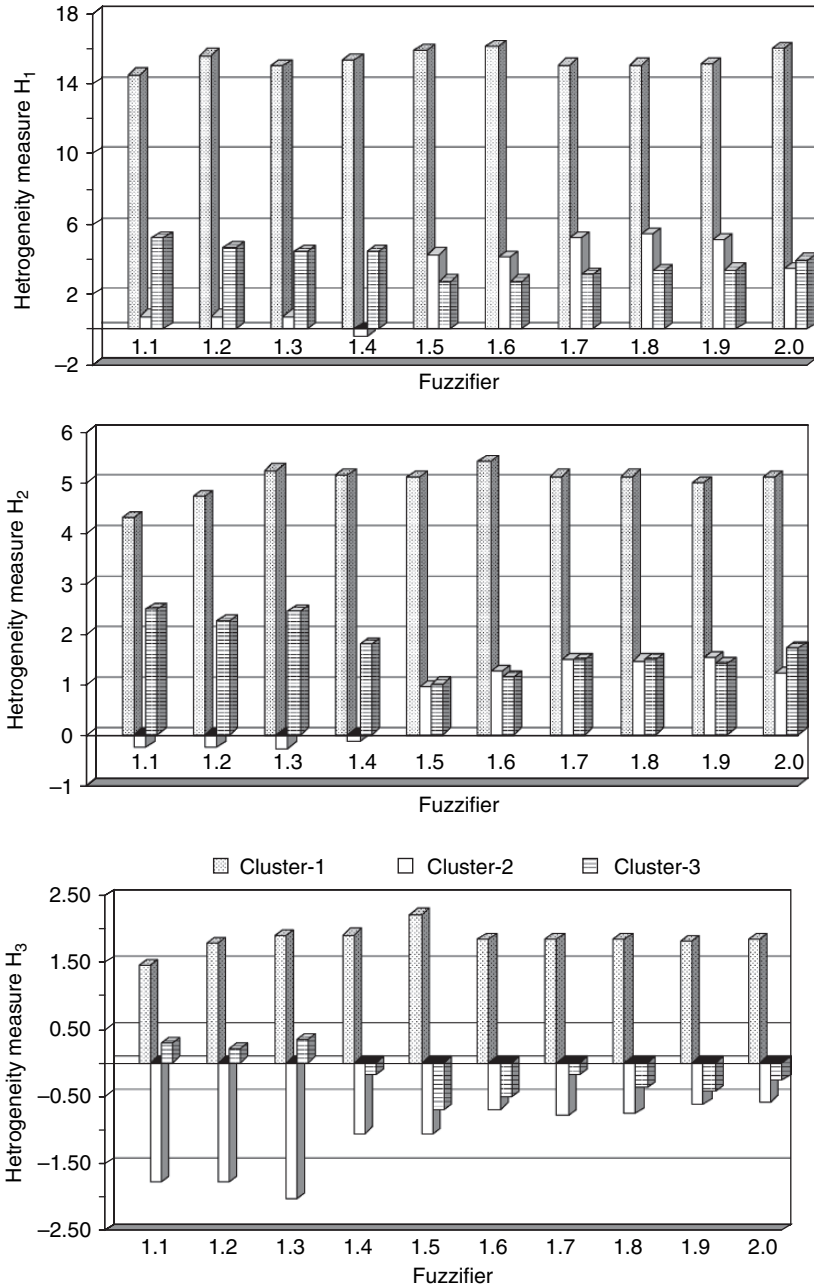 Hetrogeneity measure H1
18
14
10
6
2
–2
1.1 1.2 1.3 1.4 1.5 1.6 1.7 1.8 1.9 2.0
Fuzzifier
Hetrogeneity measure H2
6
5
4
3
2
1
0
–1
1.1 1.2 1.3 1.4 1.5 1.6 1.7 1.8 1.9 2.0
Fuzzifier
Cluster-1 Cluster-2 Cluster-3
Hetrogeneity measure H3
2.50
1.50
0.50
–0.50
–1.50
–2.50
1.1 1.2 1.3 1.4 1.5 1.6 1.7 1.8 1.9 2.0
Fuzzifier